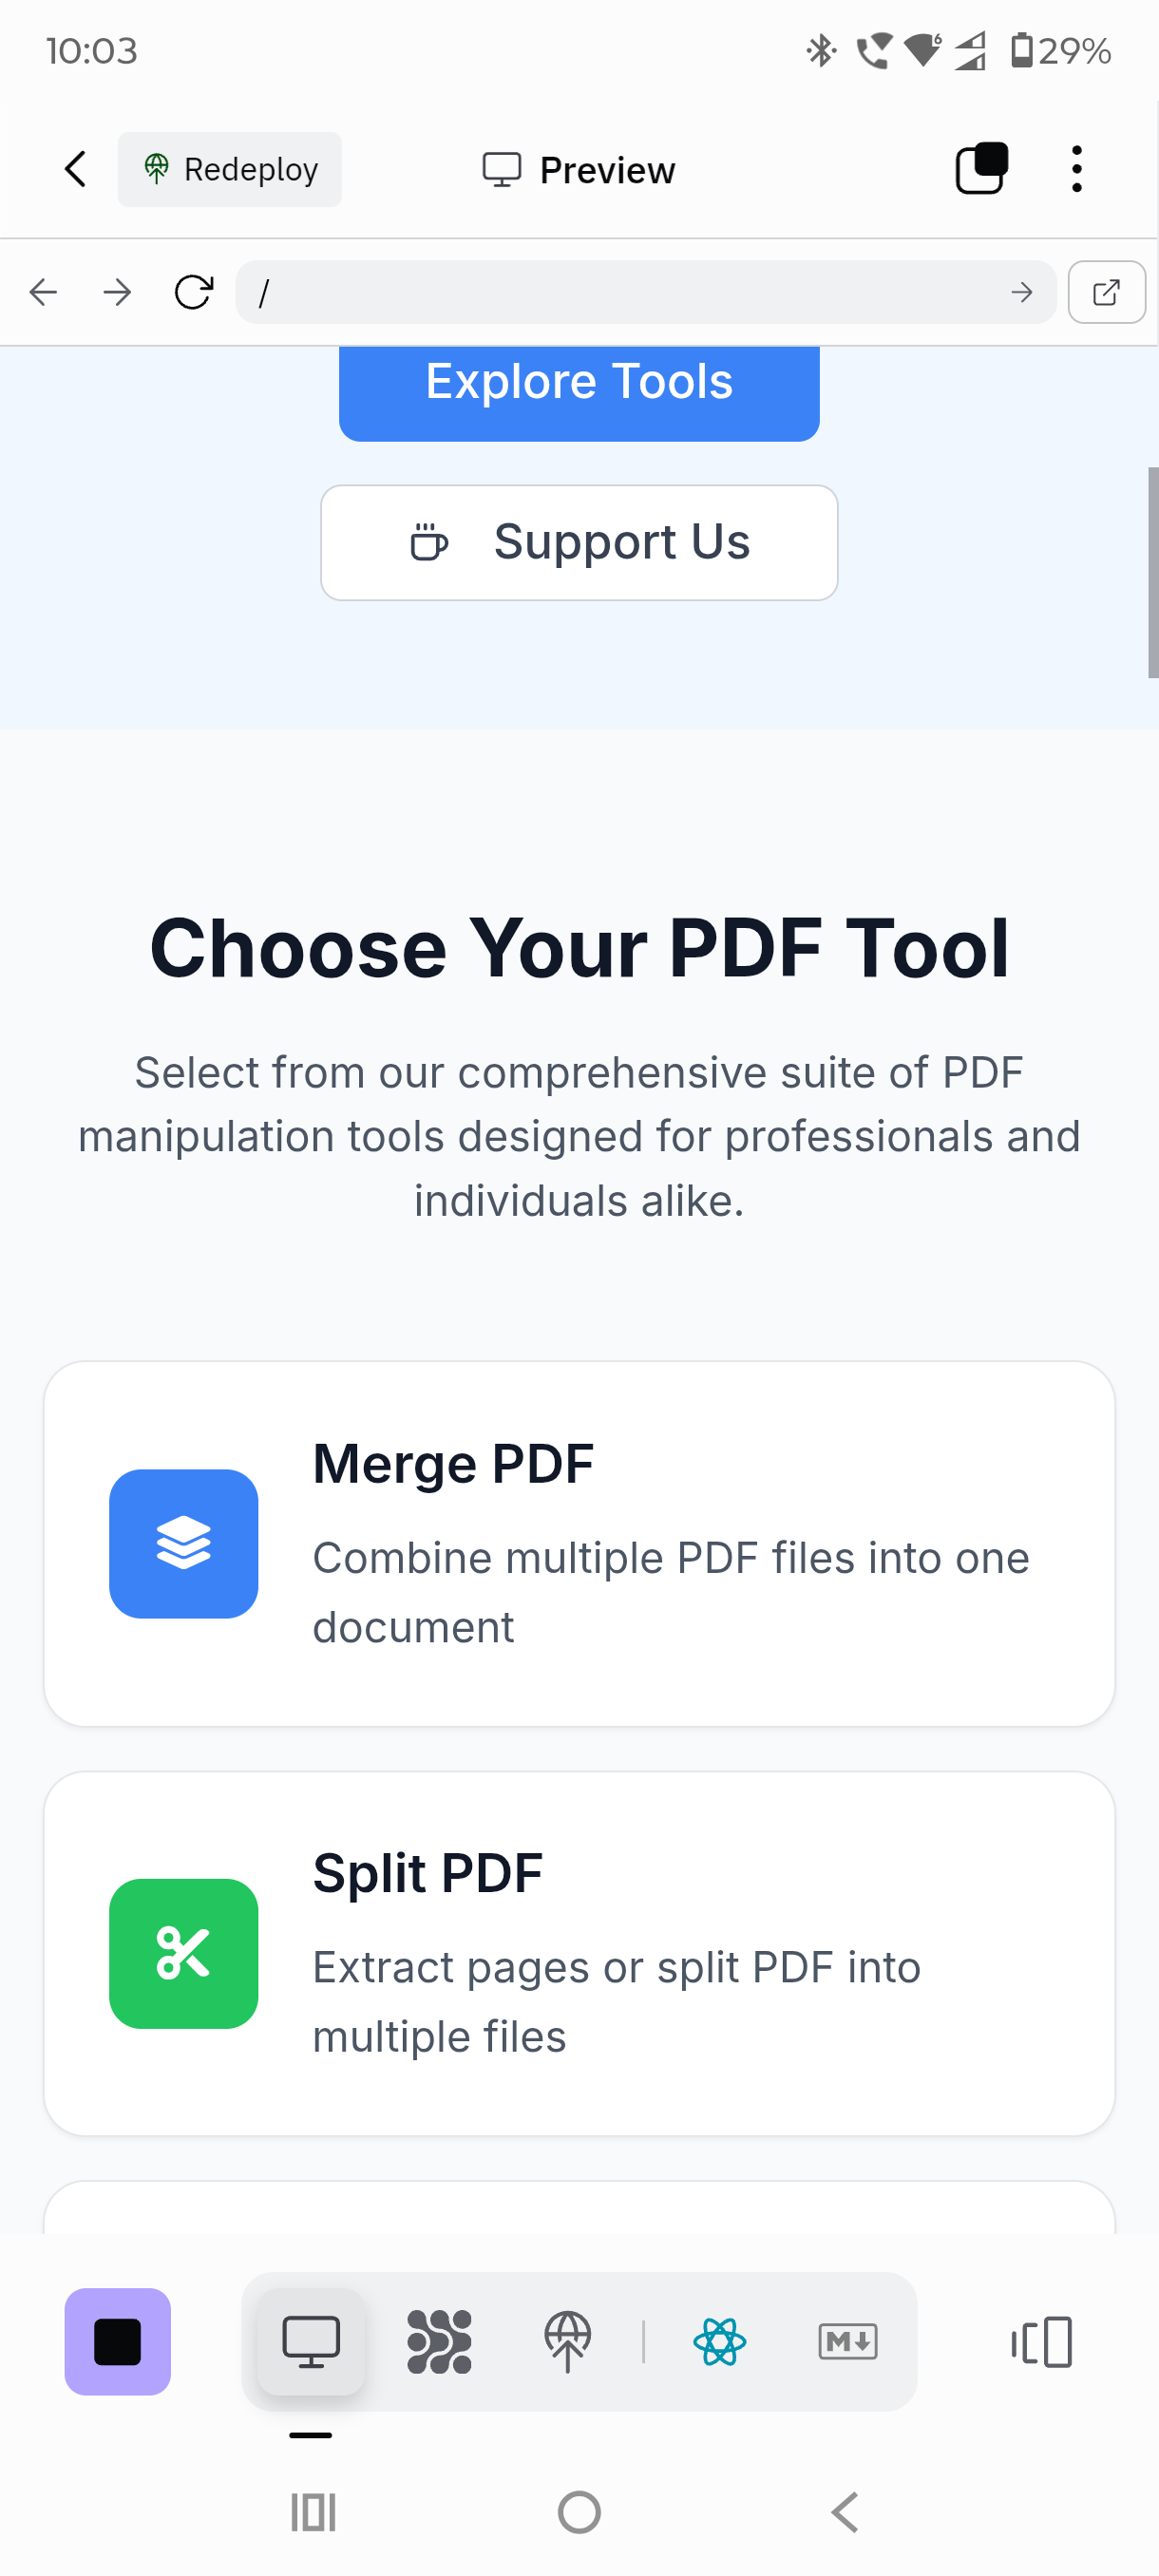 10:03
6
29%
Redeploy
Preview
/
Explore Tools
Support Us
Choose Your PDF Tool
Select from our comprehensive suite of PDF
manipulation tools designed for professionals and
individuals alike.
Merge PDF
Combine multiple PDF files into one
document
Split PDF
Extract pages or split PDF into
multiple files
M